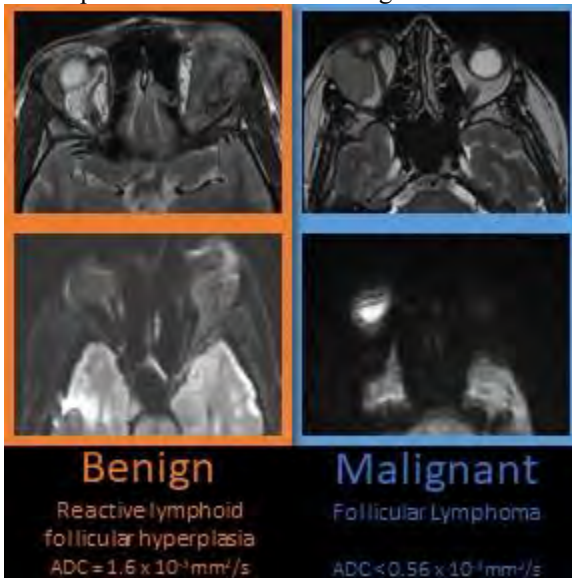 Benign
Reactive lymphoid
follicular hyperplasia
ADC = 1.6 x 10⁻³ mm²/s
Malignant
Follicular Lymphoma
ADC < 0.56 x 10⁻³ mm²/s